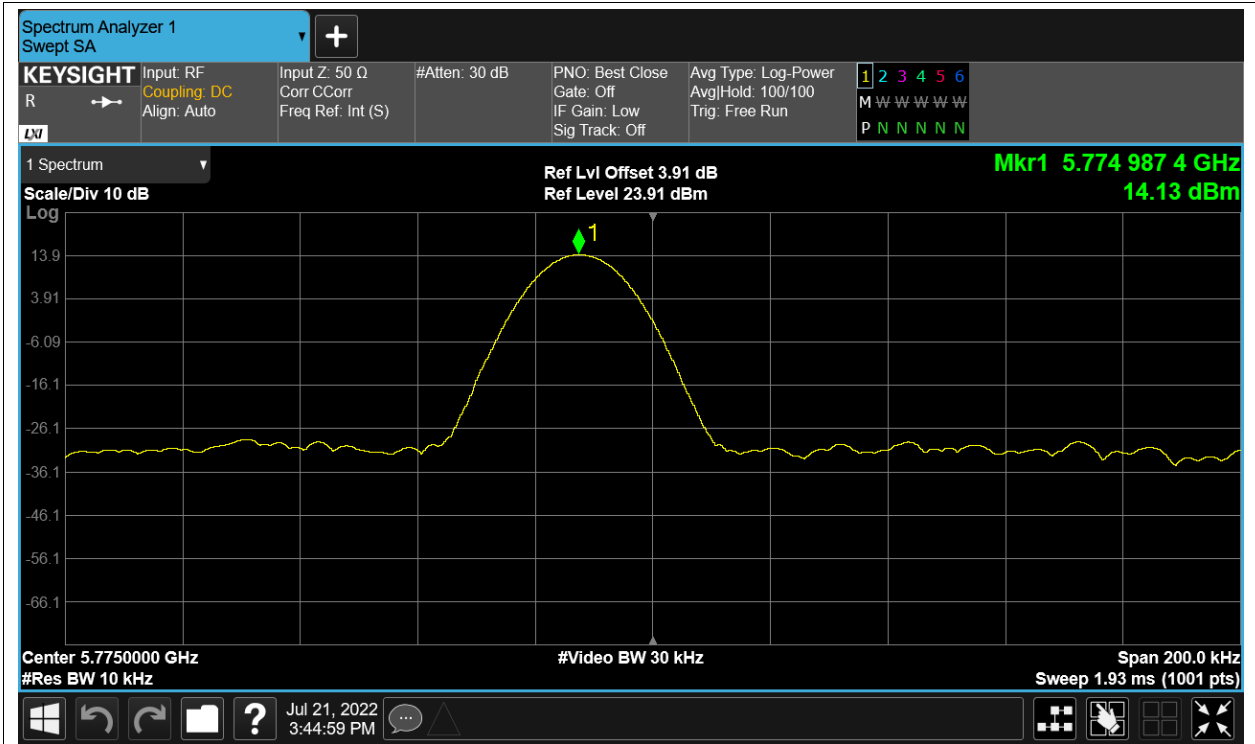 Spectrum Analyzer 1
Swept SA
KEYSIGHT
R
LXI
Input: RF
Coupling: DC
Align: Auto
Input Z: 50 Ω
Corr CCorr
Freq Ref: Int (S)
#Atten: 30 dB
PNO: Best Close
Gate: Off
IF Gain: Low
Sig Track: Off
Avg Type: Log-Power
Avg|Hold: 100/100
Trig: Free Run
1 2 3 4 5 6
M W W W W W
P N N N N N
1 Spectrum
Scale/Div 10 dB
Ref Lvl Offset 3.91 dB
Ref Level 23.91 dBm
Mkr1 5.774 987 4 GHz
14.13 dBm
Log
1
13.9
3.91
-6.09
-16.1
-26.1
-36.1
-46.1
-56.1
-66.1
Center 5.7750000 GHz
#Res BW 10 kHz
#Video BW 30 kHz
Span 200.0 kHz
Sweep 1.93 ms (1001 pts)
?
Jul 21, 2022
3:44:59 PM